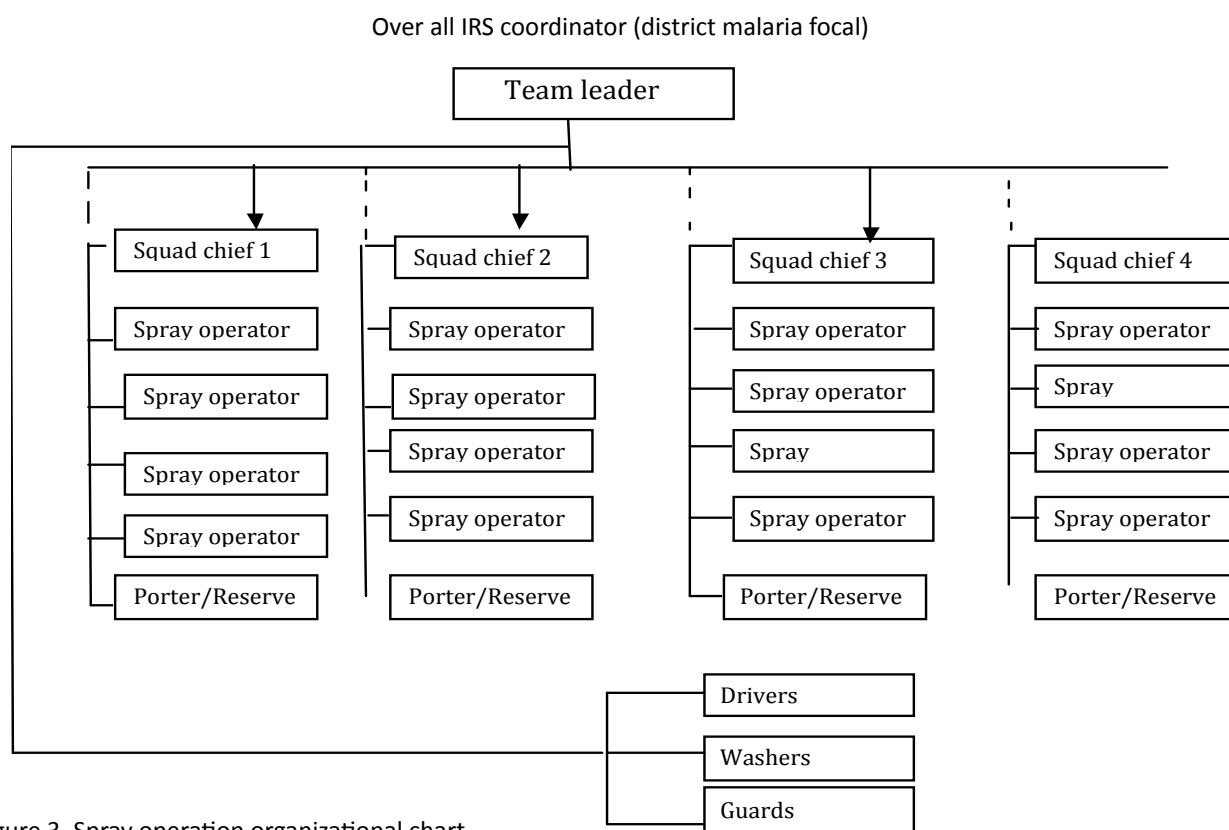 Over all IRS coordinator (district malaria focal)
Team leader
Squad chief 1
Spray operator
Spray operator
Spray operator
Spray operator
Porter/Reserve
Squad chief 2
Spray operator
Spray operator
Spray operator
Spray operator
Porter/Reserve
Squad chief 3
Spray operator
Spray operator
Spray
Spray operator
Porter/Reserve
Squad chief 4
Spray operator
Spray
Spray operator
Spray operator
Porter/Reserve
Drivers
Washers
Guards
gure 3. Spray operation organizational chart